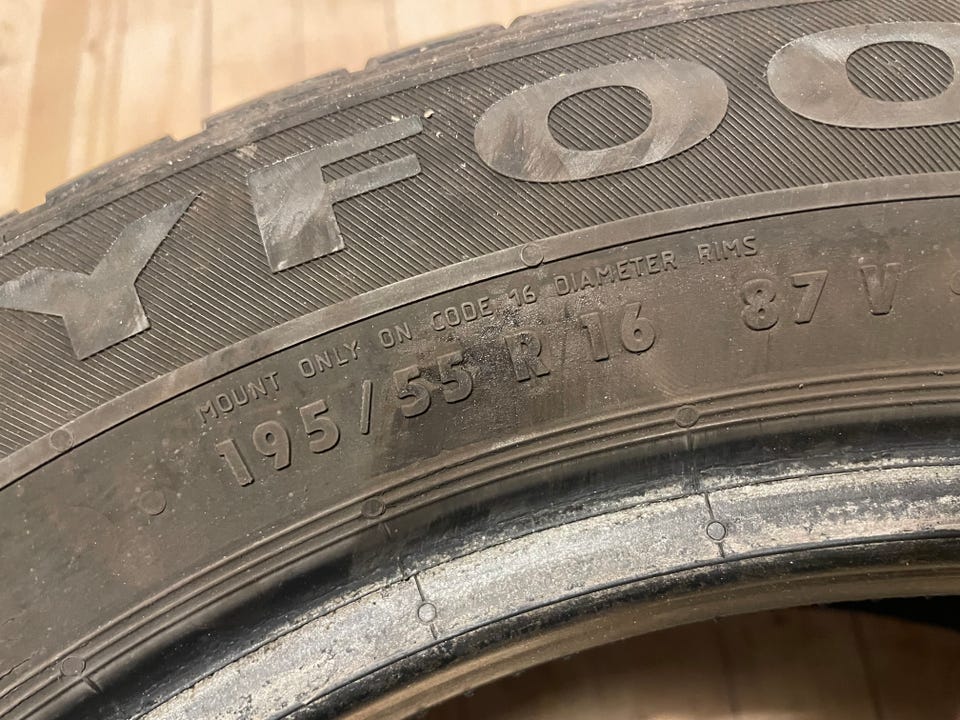 YFOO
MOUNT ONLY ON CODE 16 DIAMETER RIMS
195/55 R 16 87 V